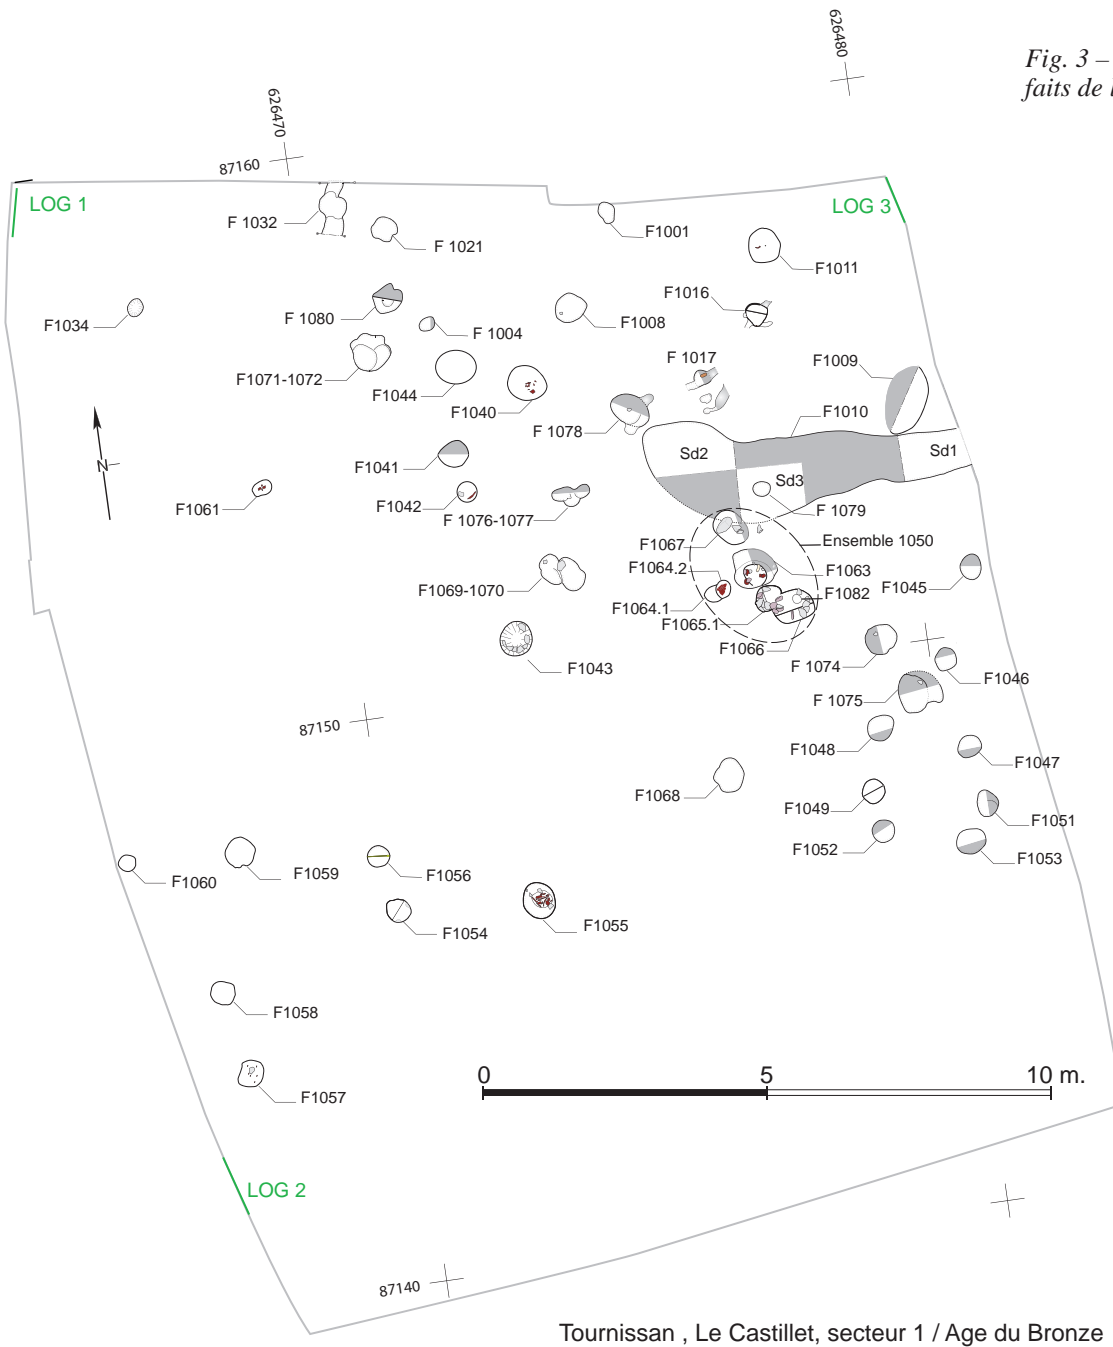 626480
Fig. 3 –
faits de l
626470
87160
LOG 1
LOG 3
F 1032
F 1021
F1001
F1011
F1034
F 1080
F 1004
F1008
F1016
F1071-1072
F1044
F1040
F 1017
F1009
F 1078
F1010
Sd2
Sd1
F1041
N
Sd3
F1061
F1042
F 1076-1077
F 1079
F1067
Ensemble 1050
F1064.2
F1063
F1045
F1069-1070
F1064.1
F1082
F1065.1
F1066
F1043
F 1074
F1046
F 1075
87150
F1048
F1047
F1068
F1049
F1051
F1052
F1053
F1060
F1059
F1056
F1054
F1055
F1058
F1057
0 5 10 m.
LOG 2
87140
Tournissan , Le Castillet, secteur 1 / Age du Bronze